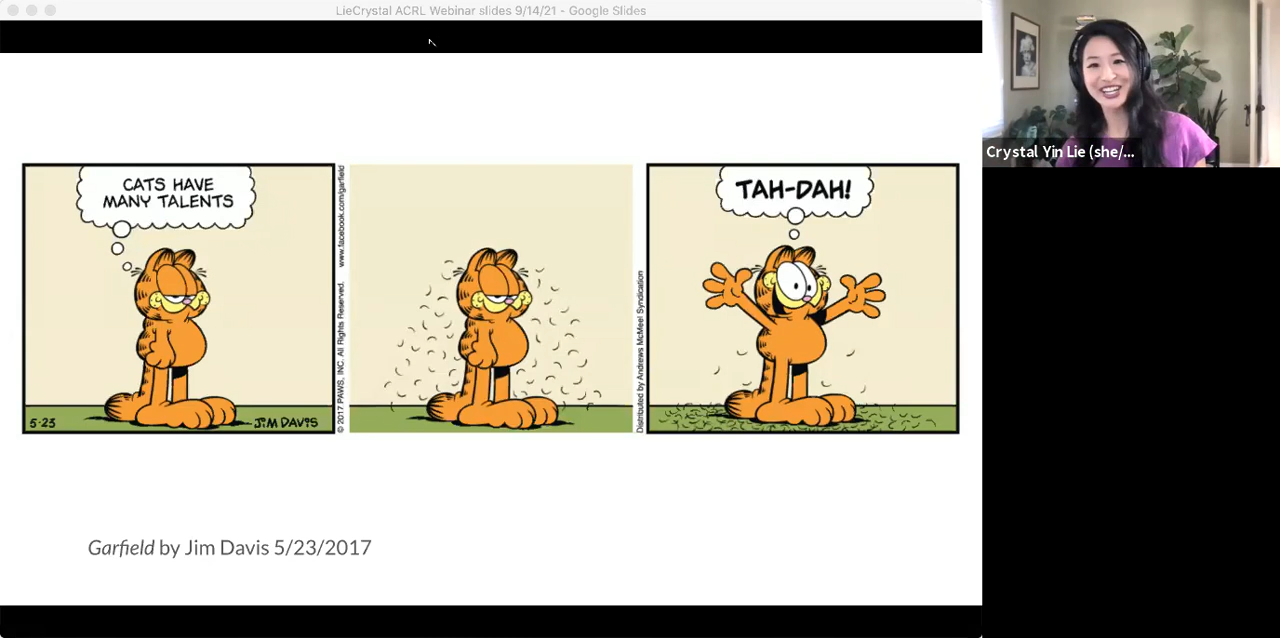 LieCrystal ACRL Webinar slides 9/14/21 - Google Slides
Crystal Yin Lie (she/...
CATS HAVE
MANY TALENTS
5-23
JIM DAVIS
© 2017 PAWS, INC. All Rights Reserved. www.facebook.com/garfield
Distributed by Andrews McMeel Syndication
TAH-DAH!
Garfield by Jim Davis 5/23/2017